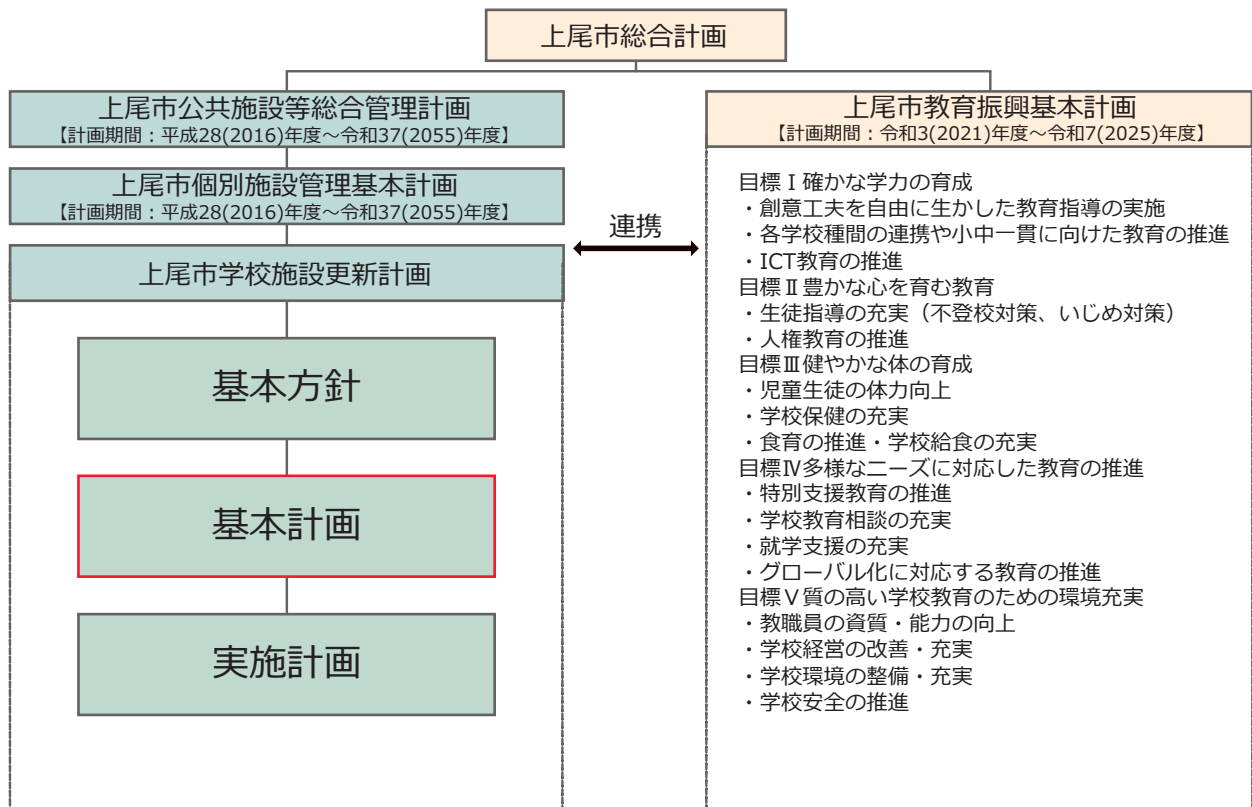 上尾市総合計画
上尾市公共施設等総合管理計画
【計画期間：平成28(2016)年度～令和37(2055)年度】
上尾市個別施設管理基本計画
【計画期間：平成28(2016)年度～令和37(2055)年度】
上尾市学校施設更新計画
基本方針
基本計画
実施計画
連携
上尾市教育振興基本計画
【計画期間：令和3(2021)年度～令和7(2025)年度】
目標Ⅰ確かな学力の育成
・創意工夫を自由に生かした教育指導の実施
・各学校種間の連携や小中一貫に向けた教育の推進
・ICT教育の推進
目標Ⅱ豊かな心を育む教育
・生徒指導の充実（不登校対策、いじめ対策）
・人権教育の推進
目標Ⅲ健やかな体の育成
・児童生徒の体力向上
・学校保健の充実
・食育の推進・学校給食の充実
目標Ⅳ多様なニーズに対応した教育の推進
・特別支援教育の推進
・学校教育相談の充実
・就学支援の充実
・グローバル化に対応する教育の推進
目標Ⅴ質の高い学校教育のための環境充実
・教職員の資質・能力の向上
・学校経営の改善・充実
・学校環境の整備・充実
・学校安全の推進